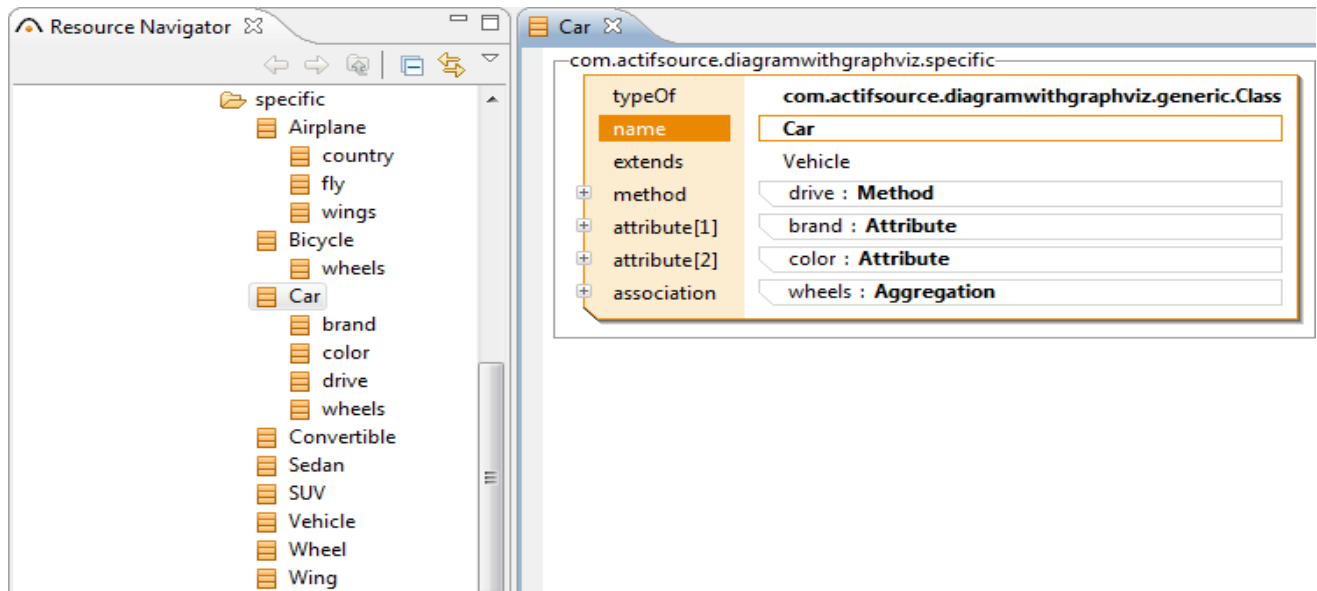 Resource Navigator
specific
Airplane
country
fly
wings
Bicycle
wheels
Car
brand
color
drive
wheels
Convertible
Sedan
SUV
Vehicle
Wheel
Wing
Car
com.actifsource.diagramwithgraphviz.specific
typeOf com.actifsource.diagramwithgraphviz.generic.Class
name Car
extends Vehicle
method drive : Method
attribute[1] brand : Attribute
attribute[2] color : Attribute
association wheels : Aggregation